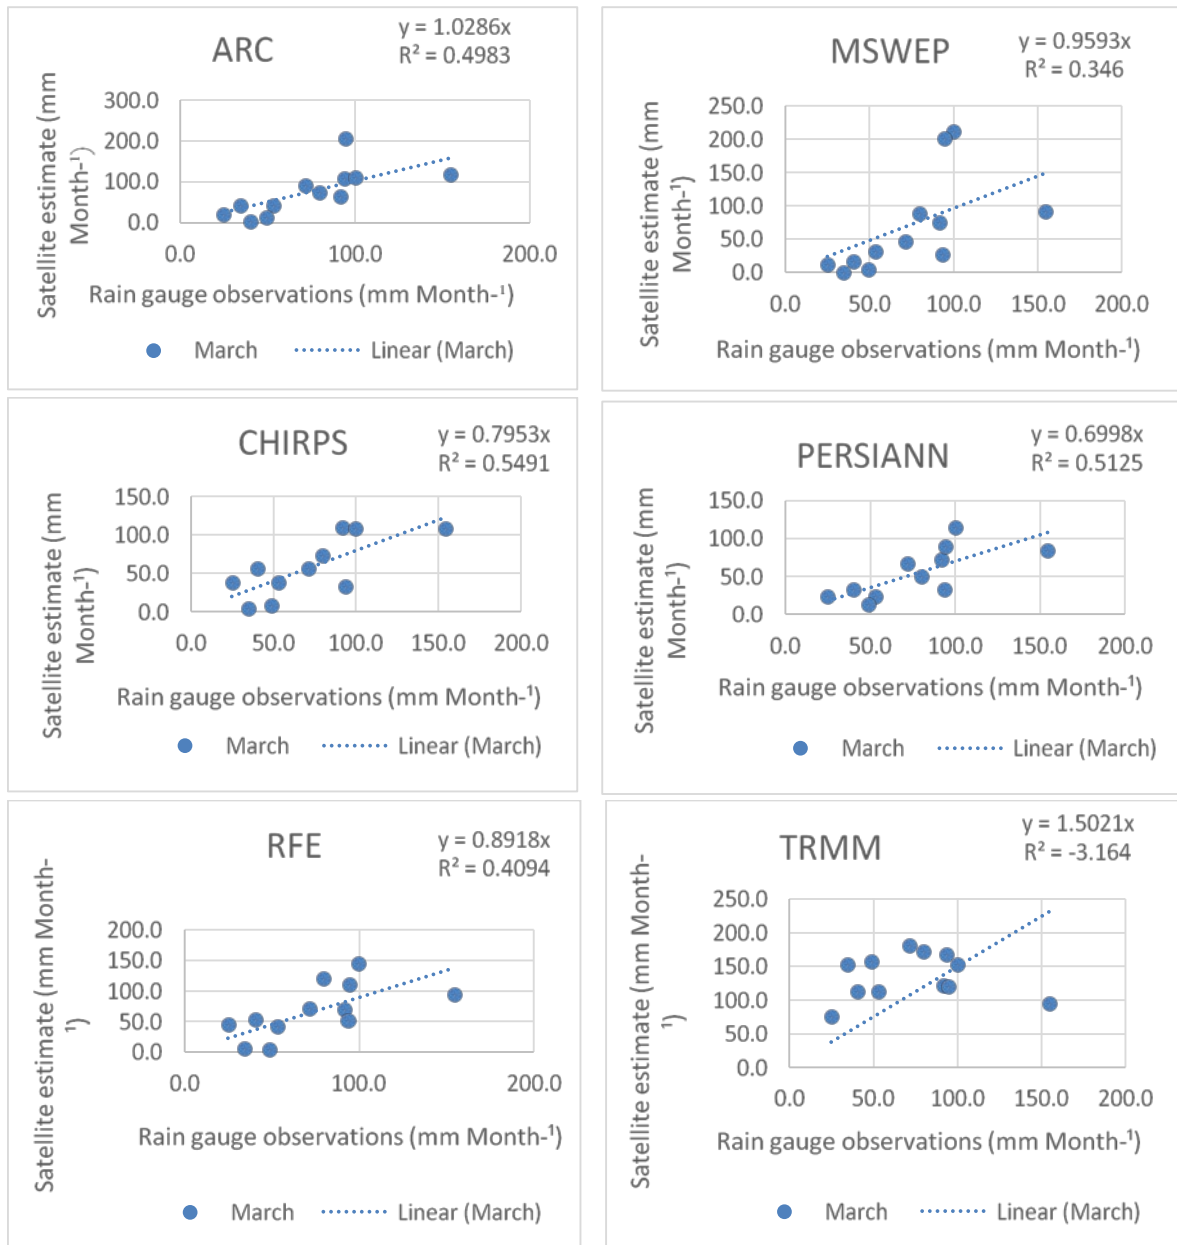 ARC
y = 1.0286x
R² = 0.4983
Satellite estimate (mm
Month-¹)
300.0
200.0
100.0
0.0
0.0 100.0 200.0
Rain gauge observations (mm Month-¹)
March Linear (March)
MSWEP
y = 0.9593x
R² = 0.346
Satellite estimate (mm
Month-¹)
250.0
200.0
150.0
100.0
50.0
0.0
0.0 50.0 100.0 150.0 200.0
Rain gauge observations (mm Month-¹)
CHIRPS
y = 0.7953x
R² = 0.5491
Satellite estimate (mm
Month-¹)
150.0
100.0
50.0
0.0
0.0 50.0 100.0 150.0 200.0
Rain gauge observations (mm Month-¹)
March Linear (March)
PERSIANN
y = 0.6998x
R² = 0.5125
Satellite estimate (mm
Month-¹)
150.0
100.0
50.0
0.0
0.0 50.0 100.0 150.0 200.0
Rain gauge observations (mm Month-¹)
March Linear (March)
RFE
y = 0.8918x
R² = 0.4094
Satellite estimate (mm Month-
¹)
200.0
150.0
100.0
50.0
0.0
0.0 100.0 200.0
Rain gauge observations (mm Month-¹)
March Linear (March)
TRMM
y = 1.5021x
R² = -3.164
Satellite estimate (mm Month-
¹)
250.0
200.0
150.0
100.0
50.0
0.0
0.0 50.0 100.0 150.0 200.0
Rain gauge observations (mm Month-¹)
March Linear (March)